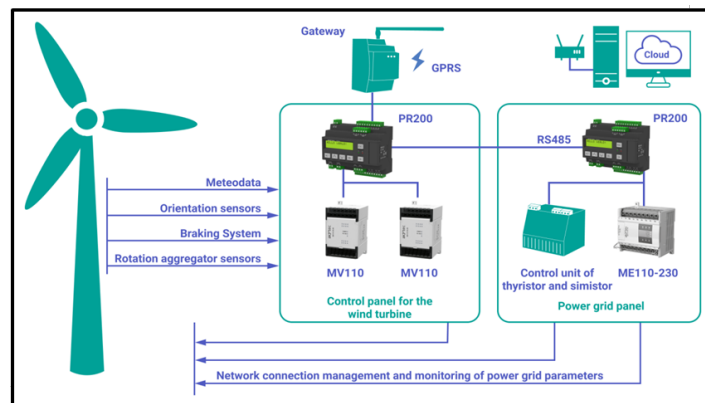 Gateway
GPRS
Cloud
PR200
RS485
PR200
Meteodata
Orientation sensors
Braking System
Rotation aggregator sensors
MV110
MV110
Control unit of
thyristor and simistor
ME110-230
Control panel for the
wind turbine
Power grid panel
Network connection management and monitoring of power grid parameters